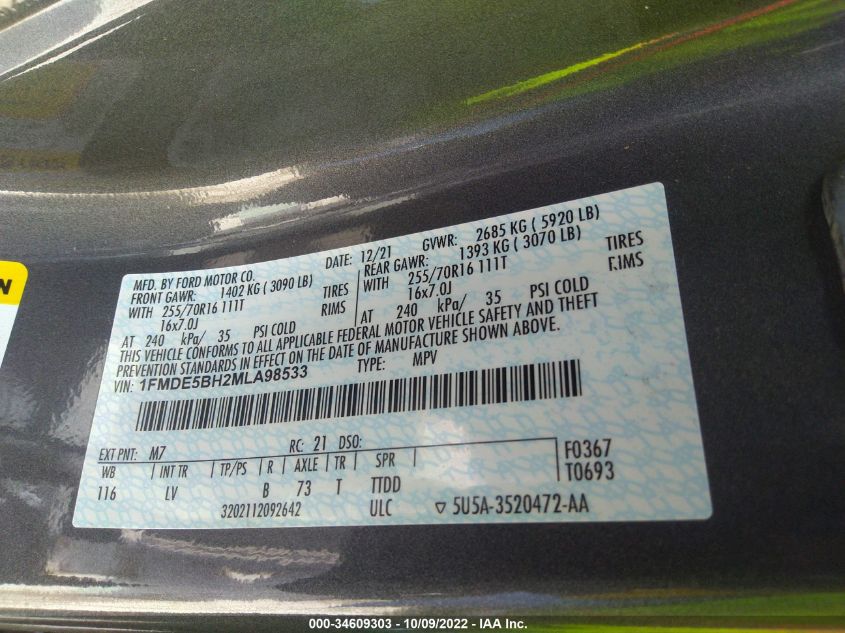 MFD. BY FORD MOTOR CO. DATE: 12/21 GVWR: 2685 KG ( 5920 LB)
FRONT GAWR: 1402 KG ( 3090 LB) REAR GAWR: 1393 KG ( 3070 LB)
WITH 255/70R16 111T TIRES WITH 255/70R16 111T TIRES
16x7.0J RIMS 16x7.0J RIMS
AT 240 kPa/ 35 PSI COLD AT 240 kPa/ 35 PSI COLD
THIS VEHICLE CONFORMS TO ALL APPLICABLE FEDERAL MOTOR VEHICLE SAFETY AND THEFT
PREVENTION STANDARDS IN EFFECT ON THE DATE OF MANUFACTURE SHOWN ABOVE.
VIN: 1FMDE5BH2MLA98533 TYPE: MPV
EXT PNT: M7 RC: 21 DSO:
WB INT TR TP/PS R AXLE TR SPR F0367
116 LV B 73 T TTDD T0693
3202112092642 ULC ▽ 5U5A-3520472-AA
000-34609303 - 10/09/2022 - IAA Inc.